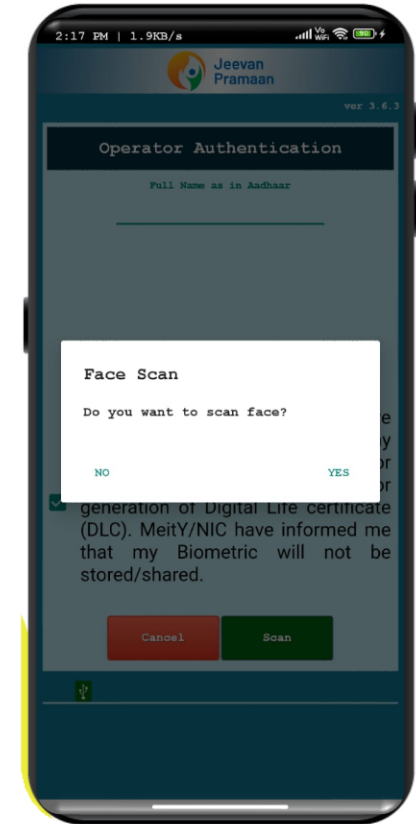 2:17 PM | 1.9KB/s
Vo
WiFi
Jeevan
Pramaan
ver 3.6.3
Operator Authentication
Full Name as in Aadhaar
Face Scan
Do you want to scan face?
NO
YES
generation of Digital Life certificate
(DLC). MeitY/NIC have informed me
that my Biometric will not be
stored/shared.
Cancel
Scan